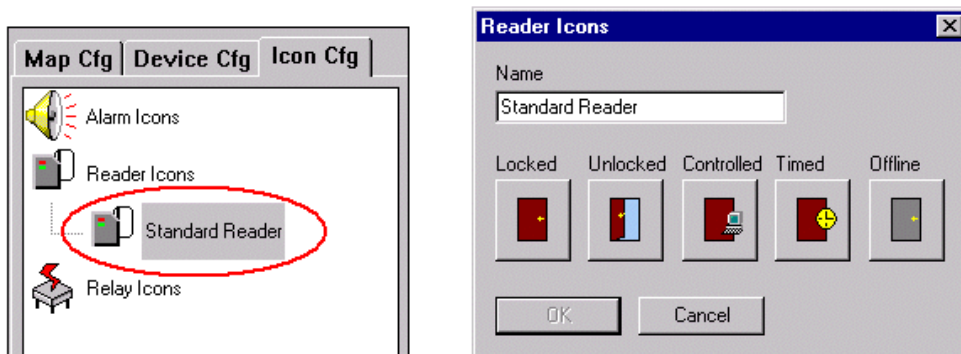 Map Cfg Device Cfg Icon Cfg
Alarm Icons
Reader Icons
Standard Reader
Relay Icons
Reader Icons
Name
Standard Reader
Locked Unlocked Controlled Timed Offline
OK Cancel